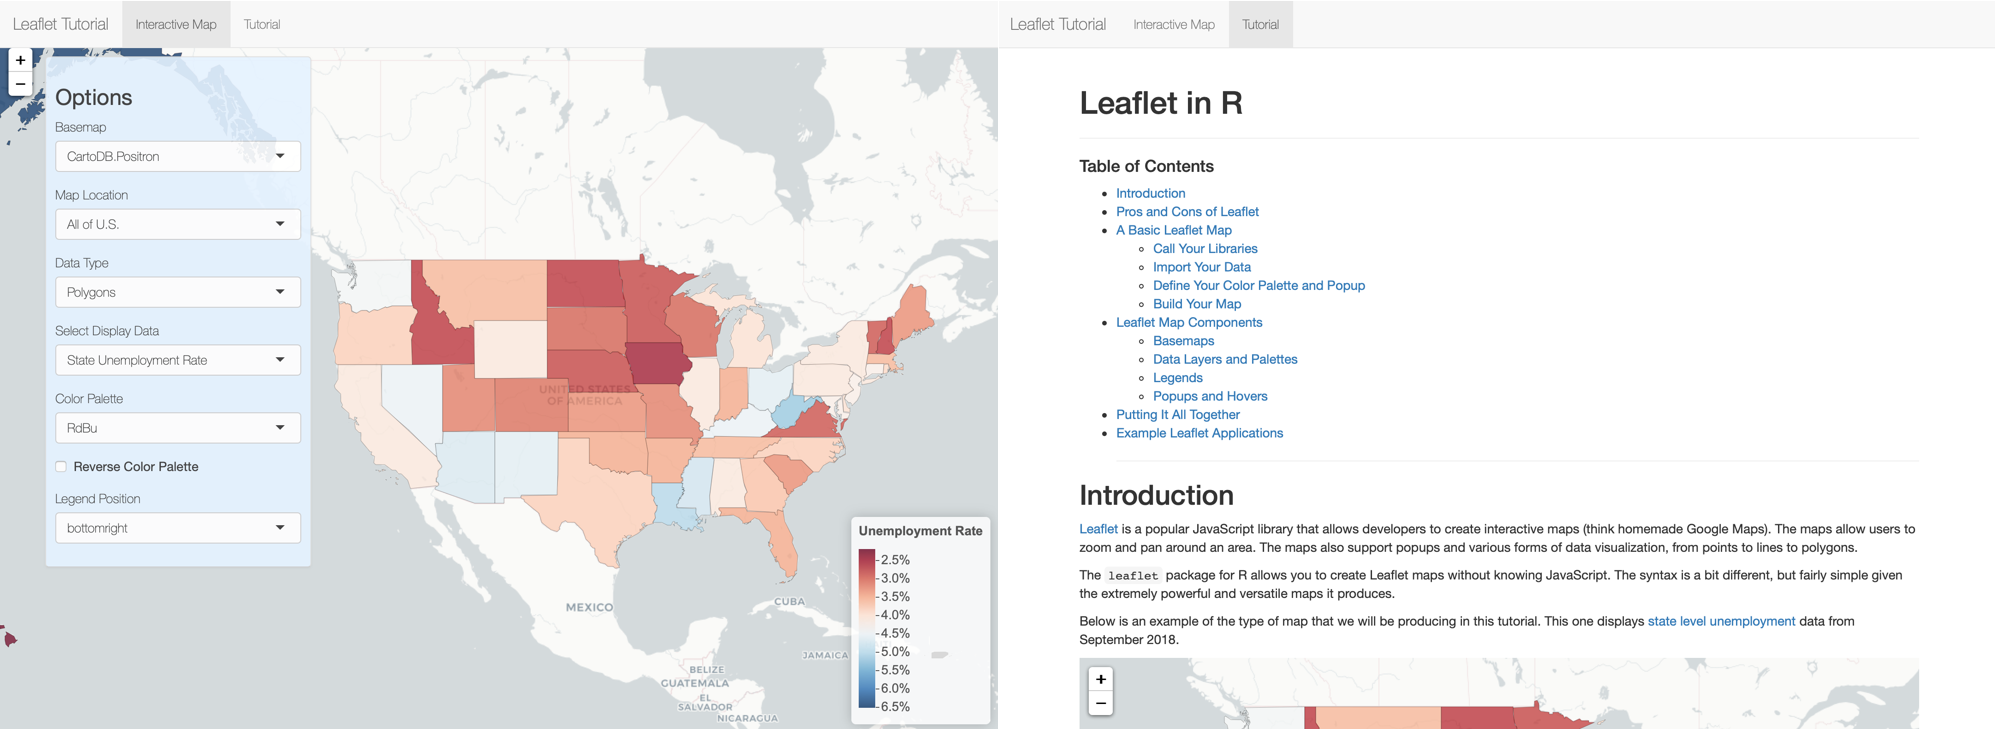 Leaflet Tutorial Interactive Map Tutorial
+
−
Options
Basemap
CartoDB.Positron
Map Location
All of U.S.
Data Type
Polygons
Select Display Data
State Unemployment Rate
Color Palette
RdBu
Reverse Color Palette
Legend Position
bottomright
UNITED STATES
OF AMERICA
MEXICO
CUBA
JAMAICA
BELIZE
GUATEMALA
EL
SALVADOR
NICARAGUA
Unemployment Rate
2.5%
3.0%
3.5%
4.0%
4.5%
5.0%
5.5%
6.0%
6.5%
Leaflet Tutorial Interactive Map Tutorial
Leaflet in R
Table of Contents
Introduction
Pros and Cons of Leaflet
A Basic Leaflet Map
Call Your Libraries
Import Your Data
Define Your Color Palette and Popup
Build Your Map
Leaflet Map Components
Basemaps
Data Layers and Palettes
Legends
Popups and Hovers
Putting It All Together
Example Leaflet Applications
Introduction
Leaflet is a popular JavaScript library that allows developers to create interactive maps (think homemade Google Maps). The maps allow users to
zoom and pan around an area. The maps also support popups and various forms of data visualization, from points to lines to polygons.
The leaflet package for R allows you to create Leaflet maps without knowing JavaScript. The syntax is a bit different, but fairly simple given
the extremely powerful and versatile maps it produces.
Below is an example of the type of map that we will be producing in this tutorial. This one displays state level unemployment data from
September 2018.
+
−